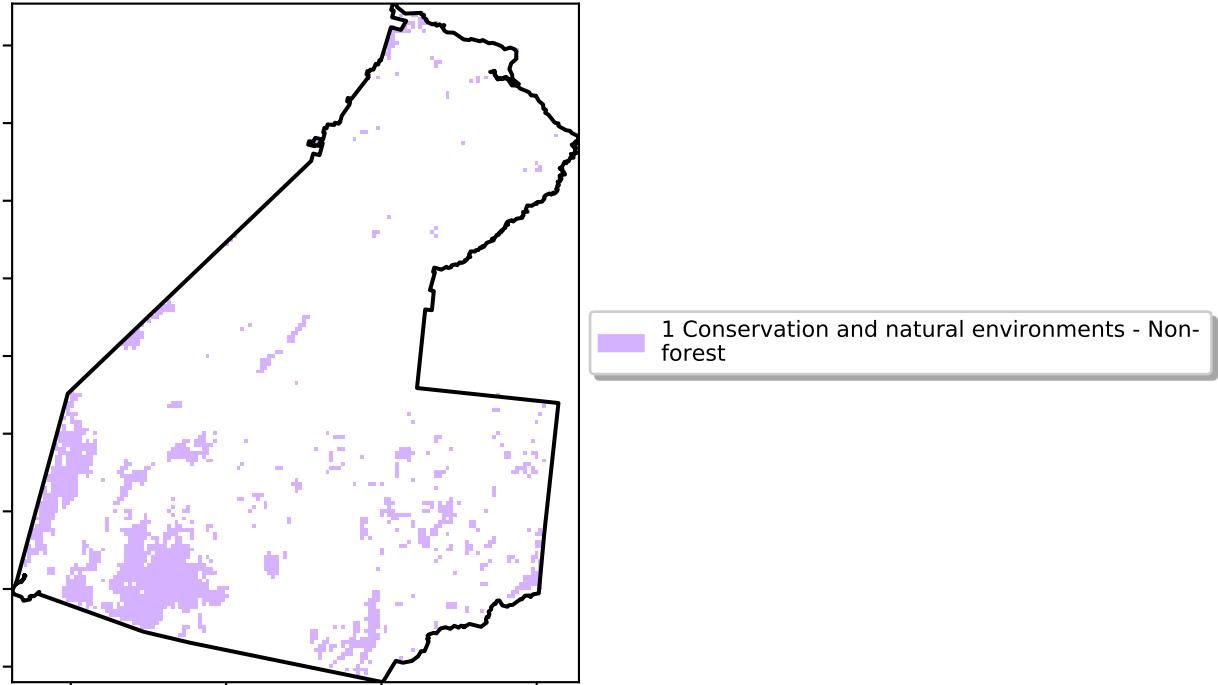 1 Conservation and natural environments - Non-
forest